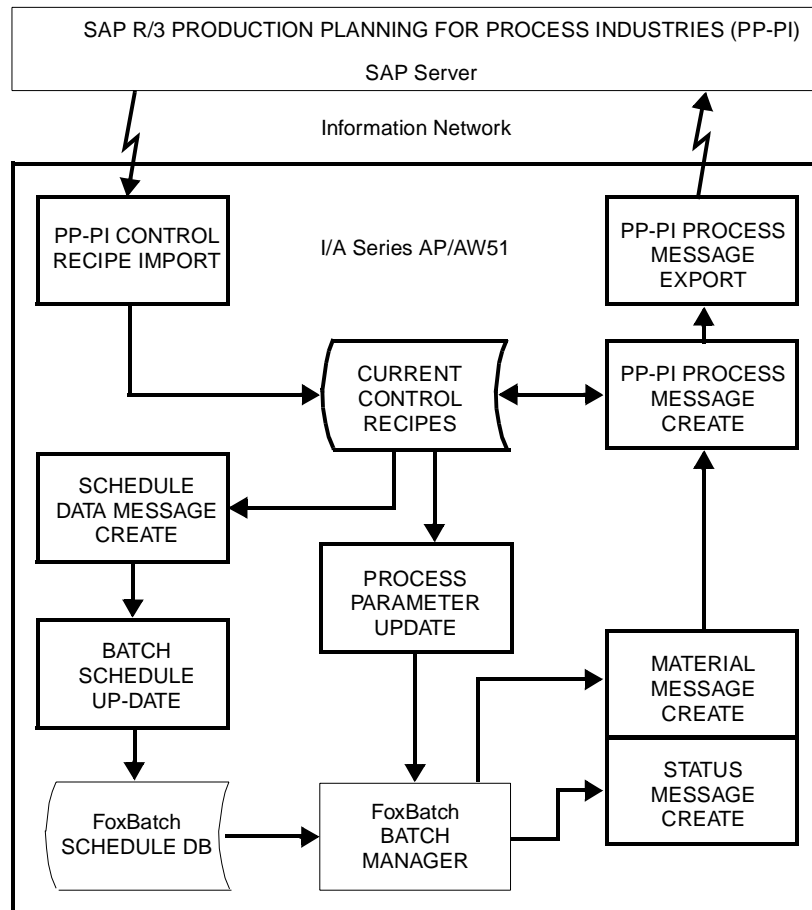 SAP R/3 PRODUCTION PLANNING FOR PROCESS INDUSTRIES (PP-PI)
SAP Server
Information Network
PP-PI CONTROL
RECIPE IMPORT
I/A Series AP/AW51
PP-PI PROCESS
MESSAGE
EXPORT
CURRENT
CONTROL
RECIPES
PP-PI PROCESS
MESSAGE
CREATE
SCHEDULE
DATA MESSAGE
CREATE
PROCESS
PARAMETER
UPDATE
BATCH
SCHEDULE
UP-DATE
MATERIAL
MESSAGE
CREATE
STATUS
MESSAGE
CREATE
FoxBatch
SCHEDULE DB
FoxBatch
BATCH
MANAGER